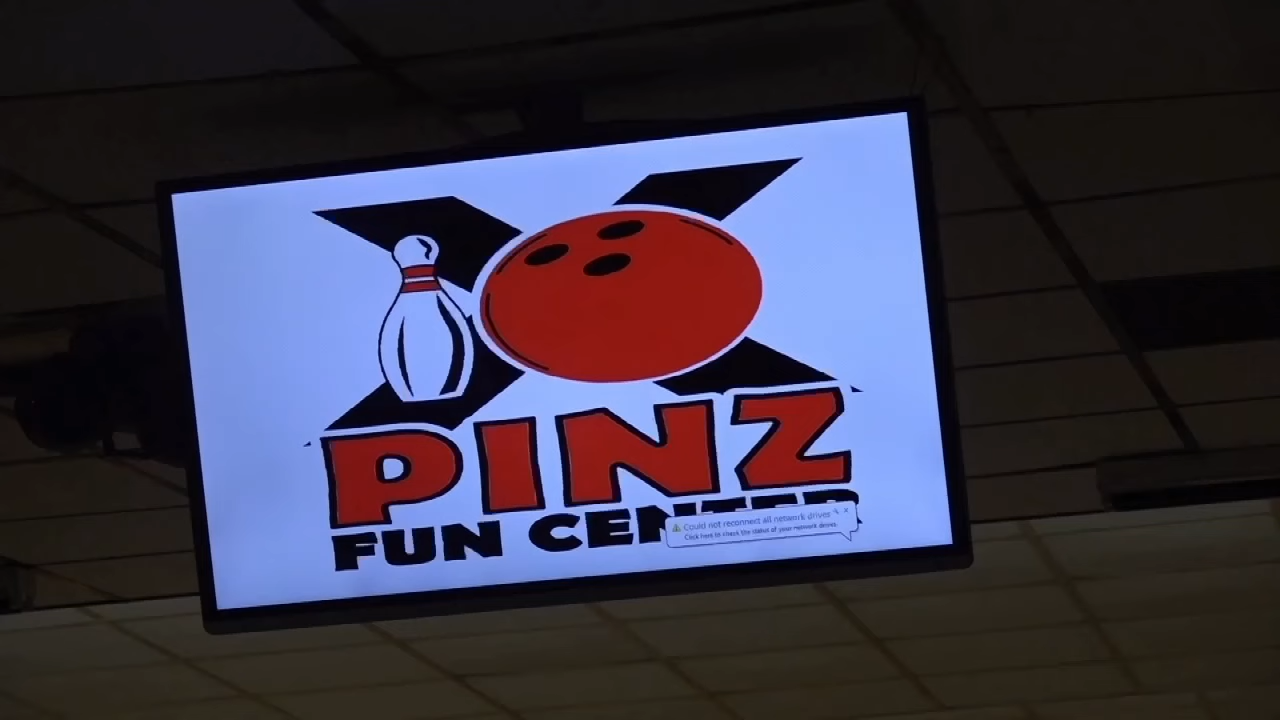 X
PINZ
FUN CENTER
Could not reconnect all network drives
Click here to check the status of your network drives.